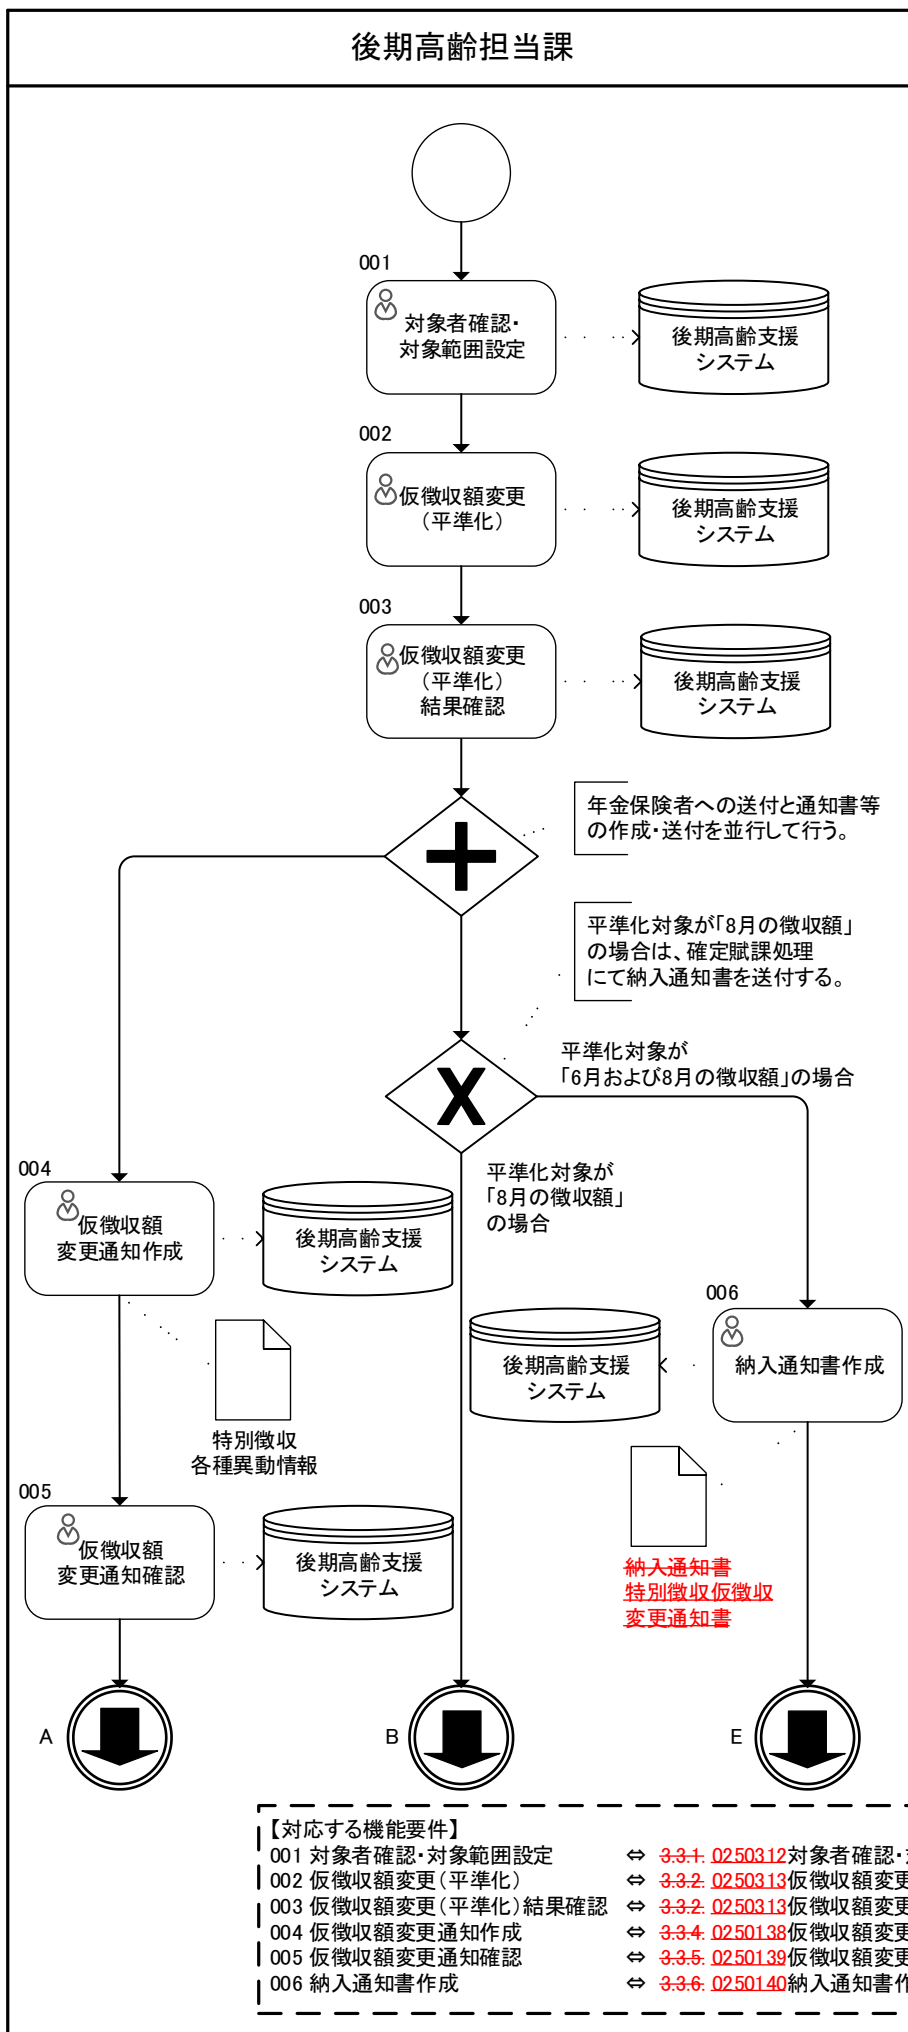 後期高齢担当課
001
対象者確認・
対象範囲設定
後期高齢支援
システム
002
仮徴収額変更
（平準化）
後期高齢支援
システム
003
仮徴収額変更
（平準化）
結果確認
後期高齢支援
システム
年金保険者への送付と通知書等
の作成・送付を並行して行う。
平準化対象が「8月の徴収額」
の場合は、確定賦課処理
にて納入通知書を送付する。
平準化対象が
「6月および8月の徴収額」の場合
X
平準化対象が
「8月の徴収額」
の場合
004
仮徴収額
変更通知作成
後期高齢支援
システム
特別徴収
各種異動情報
006
納入通知書作成
後期高齢支援
システム
納入通知書
特別徴収仮徴収
変更通知書
005
仮徴収額
変更通知確認
後期高齢支援
システム
A
B
E
【対応する機能要件】
001 対象者確認・対象範囲設定 ⇔ 3.3.1. 0250312対象者確認・
002 仮徴収額変更（平準化） ⇔ 3.3.2. 0250313仮徴収額変更
003 仮徴収額変更（平準化）結果確認 ⇔ 3.3.2. 0250313仮徴収額変更
004 仮徴収額変更通知作成 ⇔ 3.3.4. 0250138仮徴収額変更
005 仮徴収額変更通知確認 ⇔ 3.3.5. 0250139仮徴収額変更
006 納入通知書作成 ⇔ 3.3.6. 0250140納入通知書作